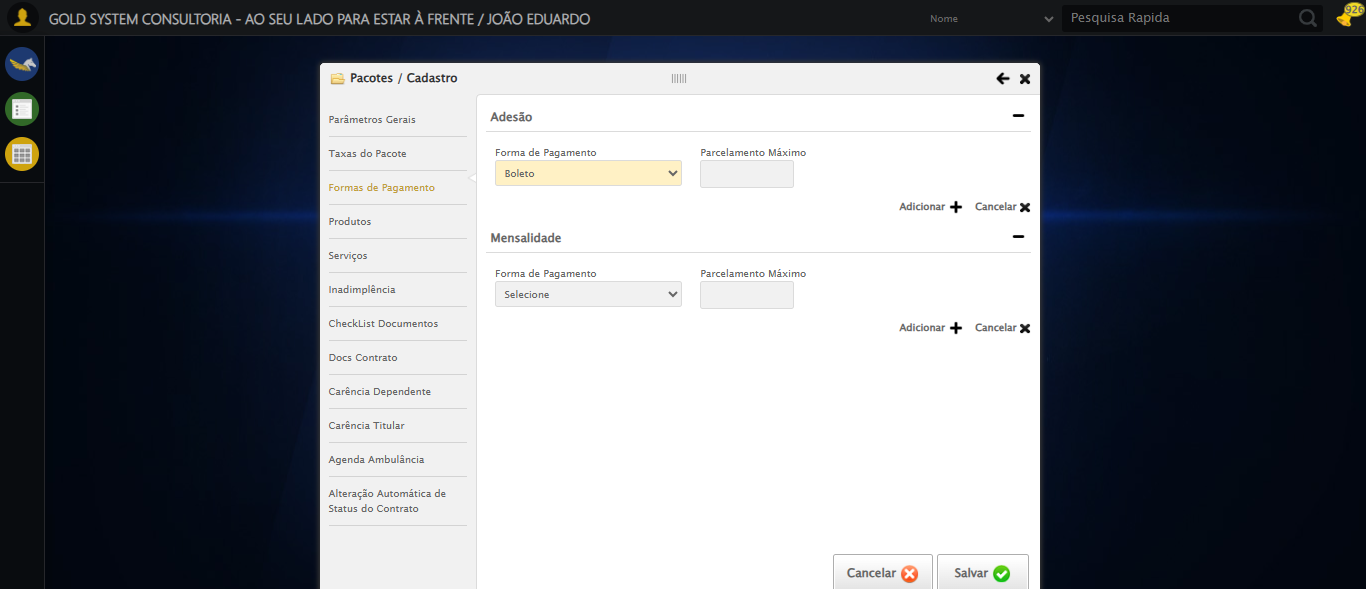 GOLD SYSTEM CONSULTORIA - AO SEU LADO PARA ESTAR À FRENTE / JOÃO EDUARDO
Nome
Pesquisa Rapida
926
Pacotes / Cadastro
Parâmetros Gerais
Taxas do Pacote
Formas de Pagamento
Produtos
Serviços
Inadimplência
CheckList Documentos
Docs Contrato
Carência Dependente
Carência Titular
Agenda Ambulância
Alteração Automática de
Status do Contrato
Adesão
Forma de Pagamento
Parcelamento Máximo
Boleto
Adicionar
Cancelar
Mensalidade
Forma de Pagamento
Parcelamento Máximo
Selecione
Adicionar
Cancelar
Cancelar
Salvar